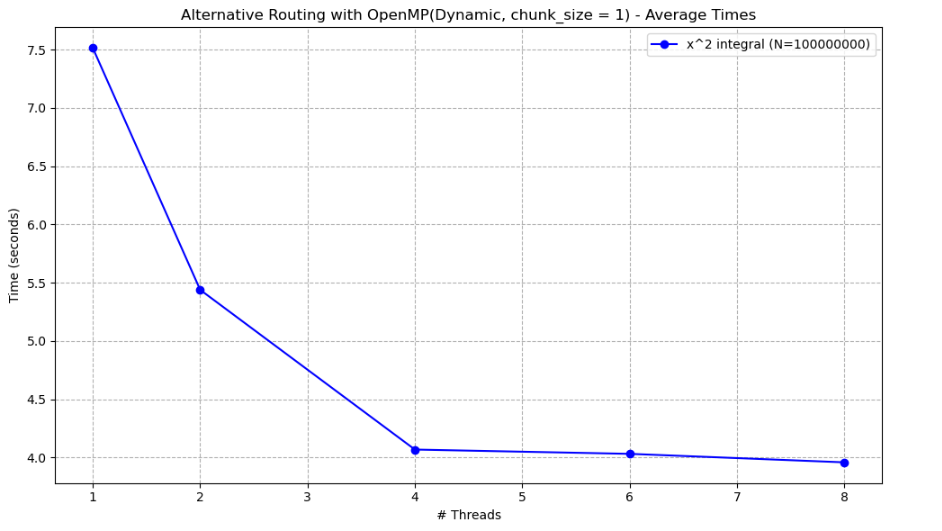 Alternative Routing with OpenMP(Dynamic, chunk_size = 1) - Average Times
x^2 integral (N=100000000)
7.5
7.0
6.5
6.0
5.5
5.0
4.5
4.0
Time (seconds)
1 2 3 4 5 6 7 8
# Threads